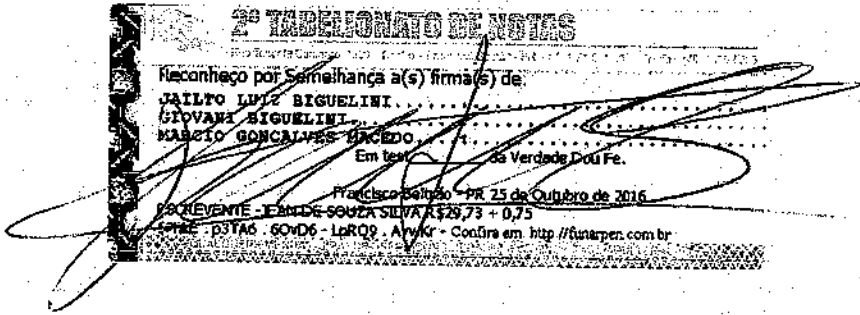 2º TABELIONATO DE NOTAS
Reconheço por Semelhança a(s) firma(s) de:
JAILTO LUIZ BIGUELINI
GIOVANI BIGUELINI
MARCIO GONCALVES MACEDO
Em test da Verdade Dou Fe.
Francisco Beltrão - PR 25 de Outubro de 2016
ESCREVENTE - JEAN DE SOUZA SILVA R$29,73 + 0,75
p3TA6 . 6OvD6 - LpRQ9 . - Confira em http://funarpen.com.br